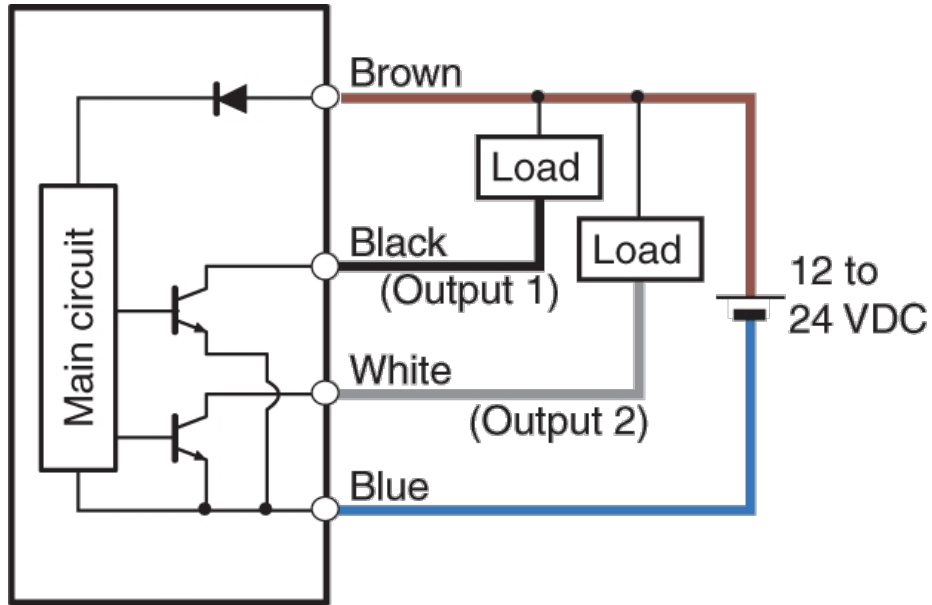 Brown
Load
Black
(Output 1)
Load
12 to
24 VDC
Main circuit
White
(Output 2)
Blue